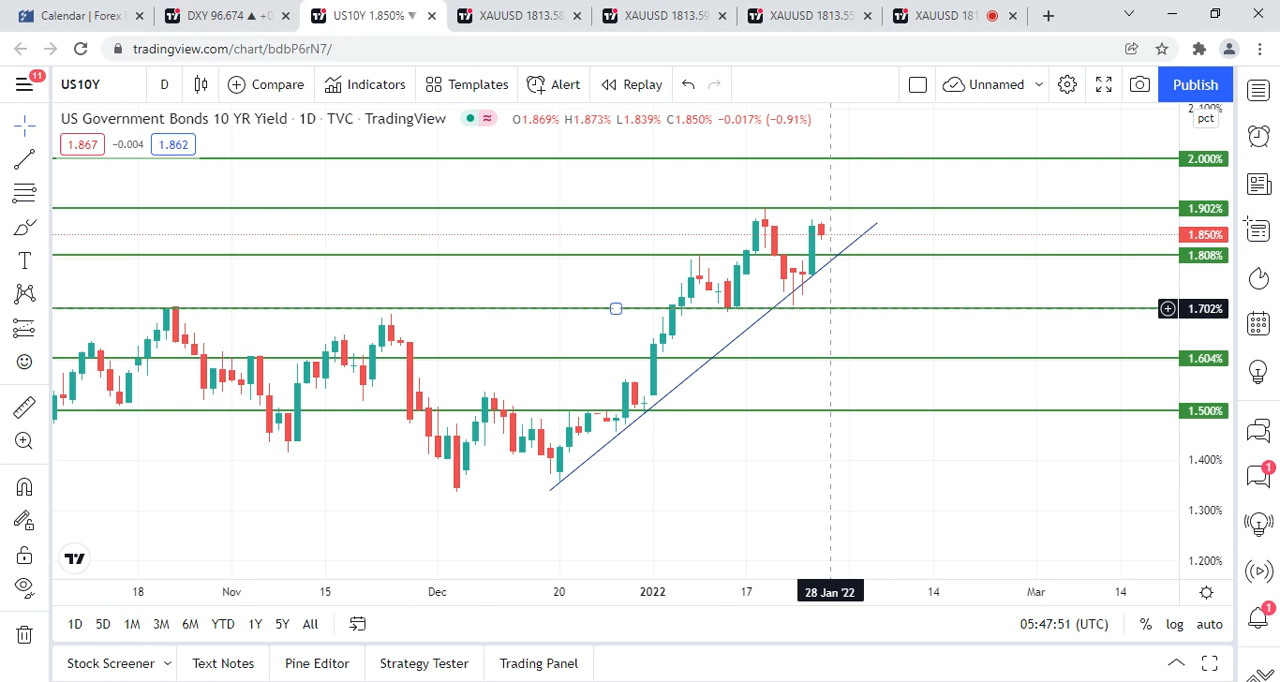 Calendar | Forex
DXY 96.674 ▲ +0
US10Y 1.850% ▼
XAUUSD 1813.58
XAUUSD 1813.59
XAUUSD 1813.55
XAUUSD 181
tradingview.com/chart/bdbP6rN7/
11
US10Y
D
Compare
Indicators
Templates
Alert
Replay
Unnamed
Publish
US Government Bonds 10 YR Yield · 1D · TVC · TradingView
O1.869% H1.873% L1.839% C1.850% -0.017% (-0.91%)
1.867
-0.004
1.862
2.100%
pct
2.000%
1.902%
1.850%
1.808%
1.702%
1.604%
1.500%
1.400%
1.300%
1.200%
18
Nov
15
Dec
20
2022
17
28 Jan '22
14
Mar
14
1D
5D
1M
3M
6M
YTD
1Y
5Y
All
05:47:51 (UTC)
%
log
auto
1
1
Stock Screener
Text Notes
Pine Editor
Strategy Tester
Trading Panel